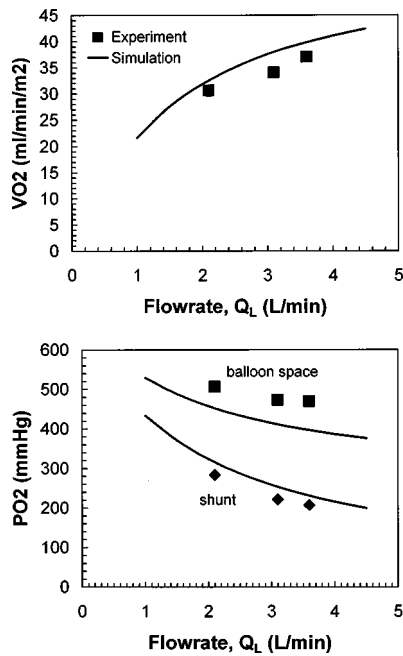 45
40
35
30
25
20
15
10
5
0
VO2 (ml/min/m2)
Experiment
Simulation
0 1 2 3 4 5
Flowrate, QL (L/min)
600
500
400
300
200
100
0
PO2 (mmHg)
balloon space
shunt
0 1 2 3 4 5
Flowrate, QL (L/min)